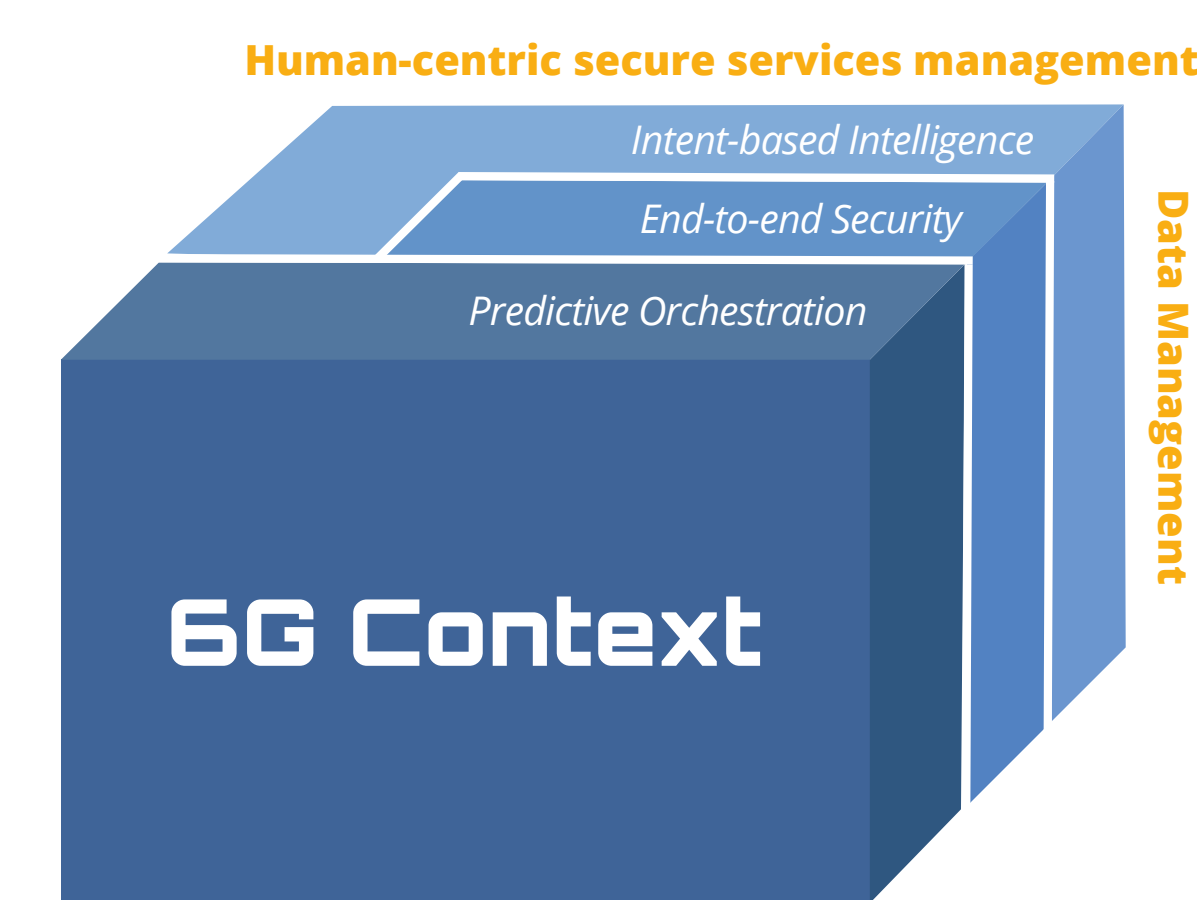 Human-centric secure services management
Intent-based Intelligence
End-to-end Security
Predictive Orchestration
Data Management
6G Context